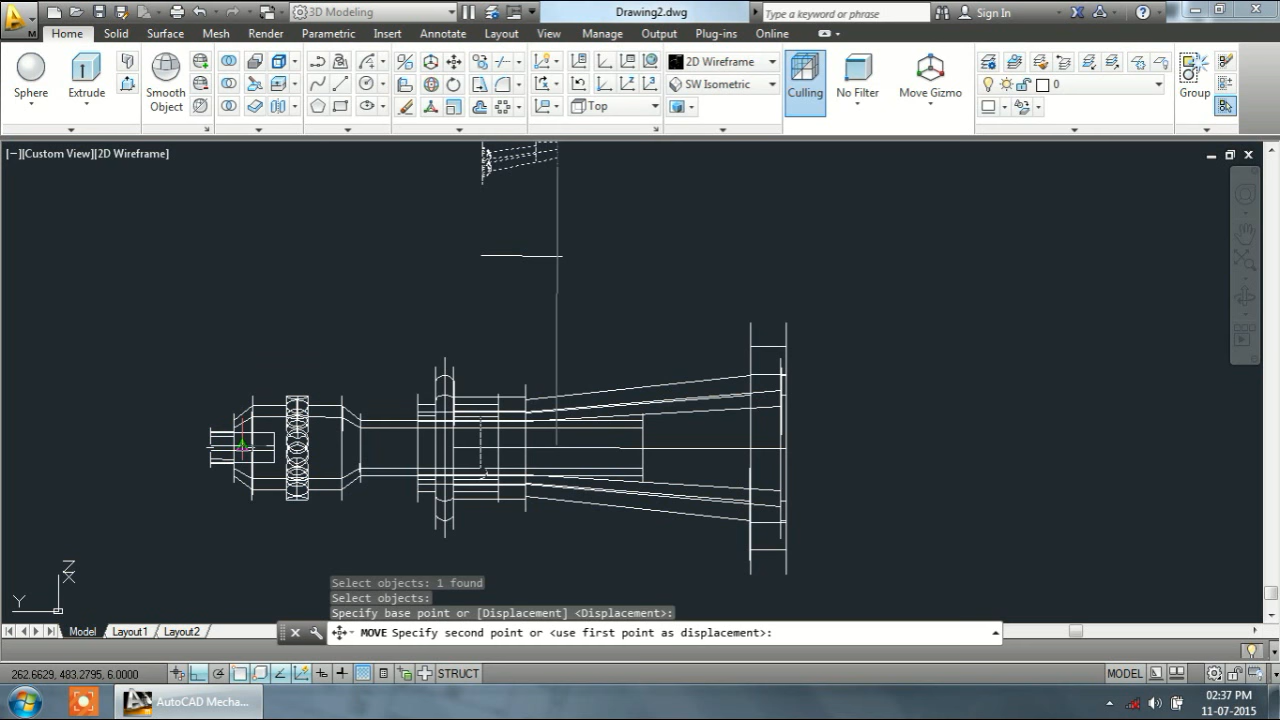 3D Modeling
Drawing2.dwg
Type a keyword or phrase
Sign In
Home Solid Surface Mesh Render Parametric Insert Annotate Layout View Manage Output Plug-ins Online
2D Wireframe
SW Isometric
0
Sphere Extrude Smooth Object Top Culling No Filter Move Gizmo Group
[−][Custom View][2D Wireframe]
Z
X
Y
Select objects: 1 found
Select objects:
Specify base point or [Displacement] <Displacement>:
MOVE Specify second point or <use first point as displacement>:
Model Layout1 Layout2
262.6629, 483.2795, 6.0000 STRUCT MODEL
AutoCAD Mecha...
02:37 PM
11-07-2015